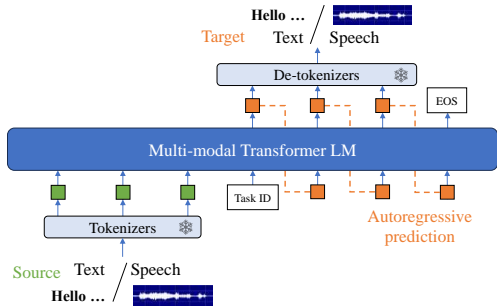 Hello ...
Target Text Speech
De-tokenizers
EOS
Multi-modal Transformer LM
Task ID
Tokenizers
Autoregressive
prediction
Source Text Speech
Hello ...